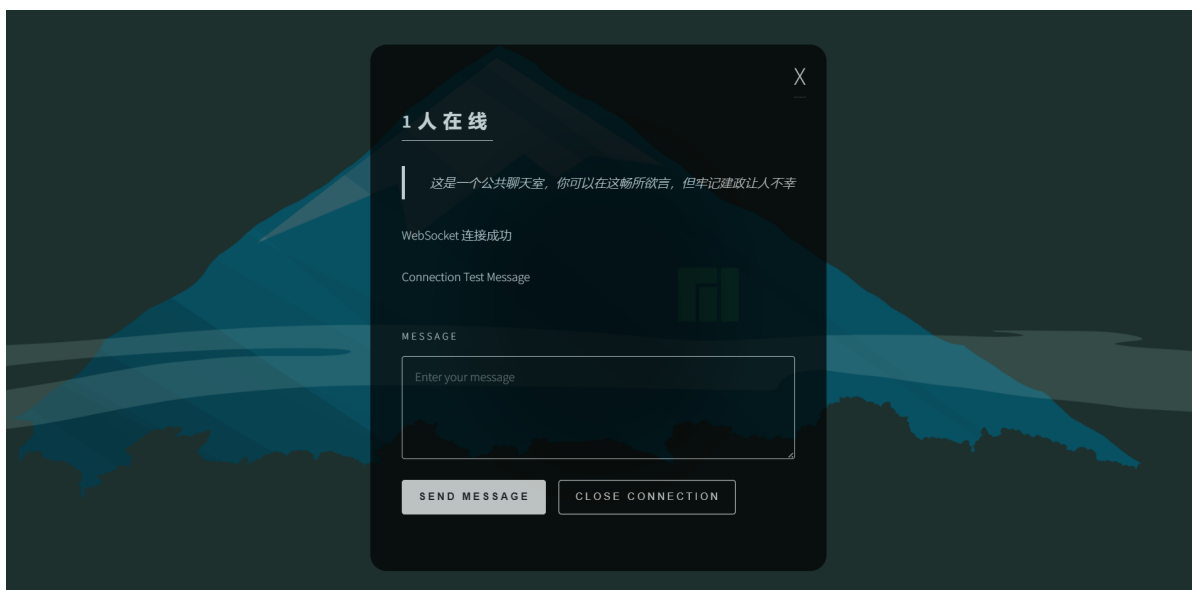 X
1 人在线
这是一个公共聊天室，你可以在这畅所欲言，但牢记建政让人不幸
WebSocket 连接成功
Connection Test Message
MESSAGE
Enter your message
SEND MESSAGE CLOSE CONNECTION